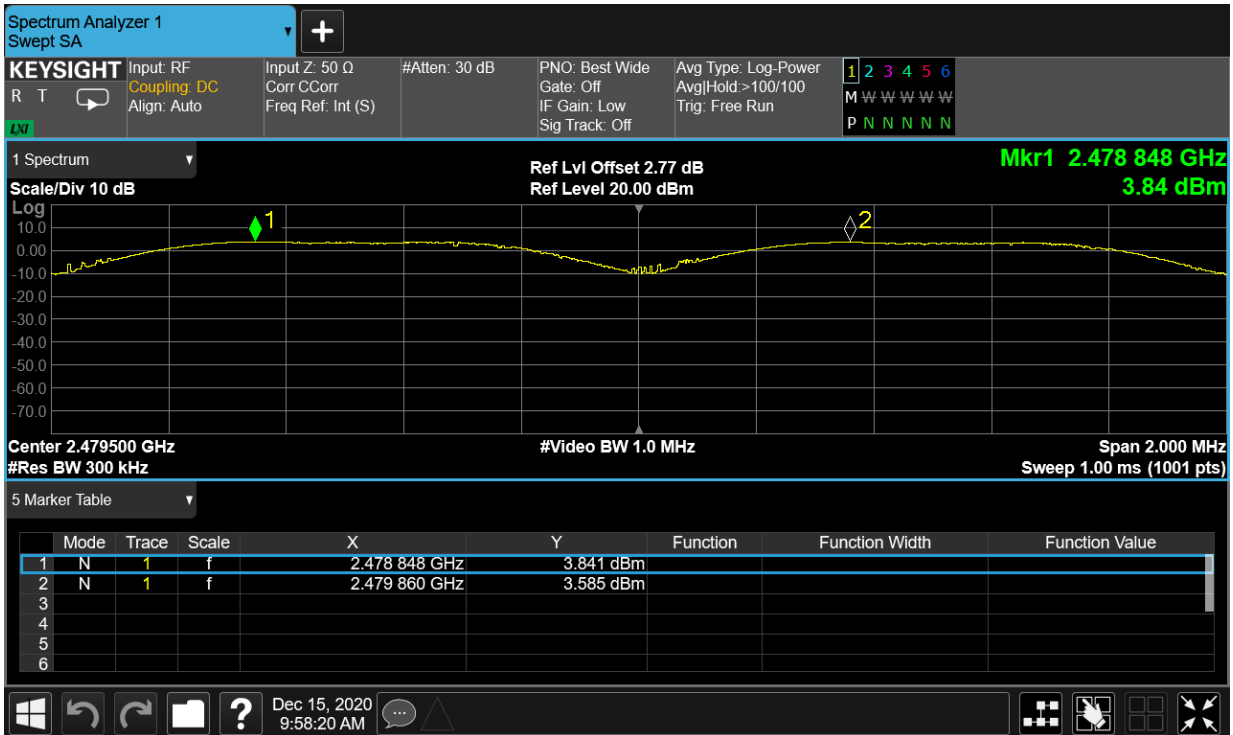 Spectrum Analyzer 1
Swept SA
KEYSIGHT Input: RF Input Z: 50 Ω #Atten: 30 dB PNO: Best Wide Avg Type: Log-Power 1 2 3 4 5 6
R T Coupling: DC Corr CCorr Gate: Off Avg|Hold:>100/100 M W W W W W
Align: Auto Freq Ref: Int (S) IF Gain: Low Trig: Free Run
LXI Sig Track: Off P N N N N N
1 Spectrum Ref Lvl Offset 2.77 dB Mkr1 2.478 848 GHz
Scale/Div 10 dB Ref Level 20.00 dBm 3.84 dBm
Log
1 2
10.0
0.00
-10.0
-20.0
-30.0
-40.0
-50.0
-60.0
-70.0
Center 2.479500 GHz #Video BW 1.0 MHz Span 2.000 MHz
#Res BW 300 kHz Sweep 1.00 ms (1001 pts)
5 Marker Table
Mode Trace Scale X Y Function Function Width Function Value
1 N 1 f 2.478 848 GHz 3.841 dBm
2 N 1 f 2.479 860 GHz 3.585 dBm
3
4
5
6
? Dec 15, 2020
9:58:20 AM